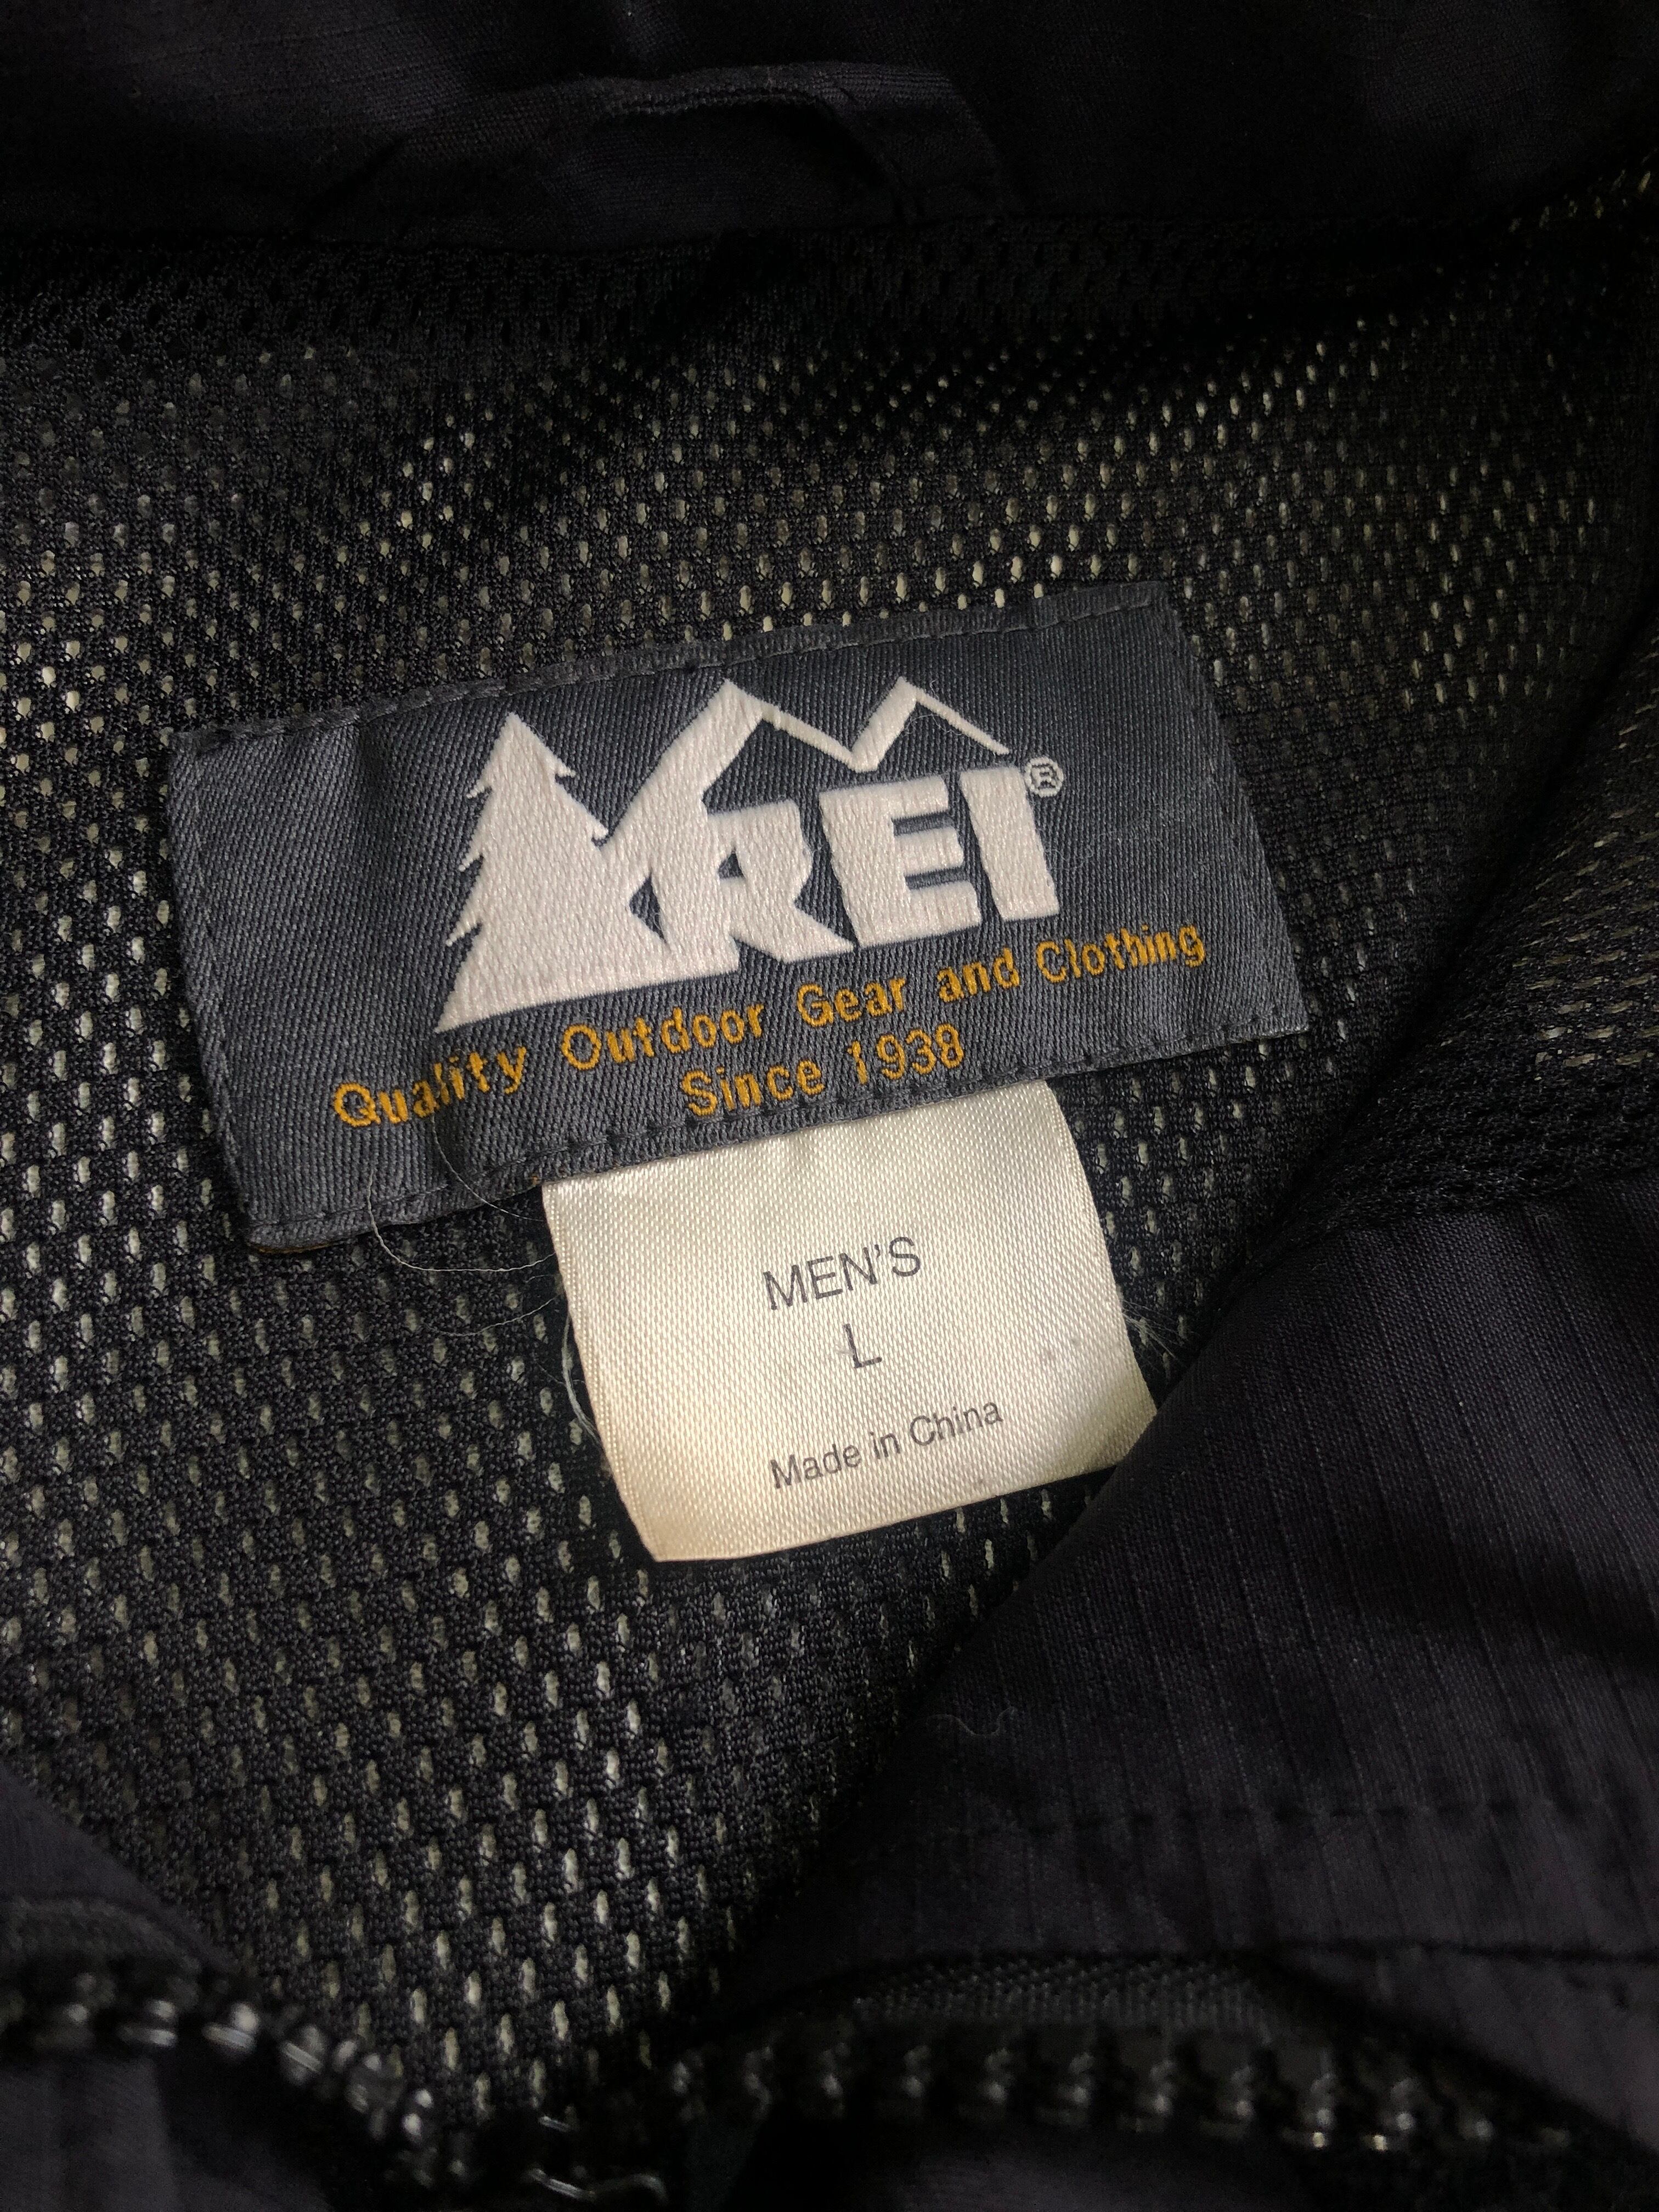 REI®
Quality Outdoor Gear and Clothing
Since 1938
MEN'S
L
Made in China